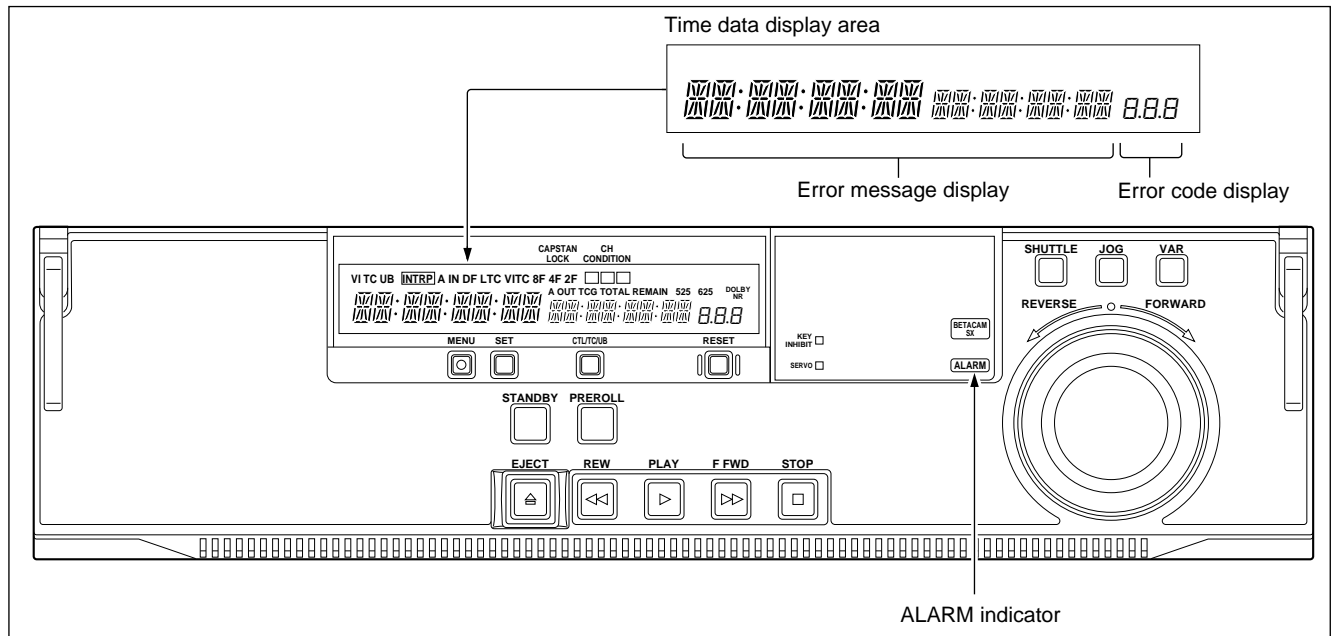 Time data display area
Error message display
Error code display
CAPSTAN LOCK
CH CONDITION
VI TC UB INTRP A IN DF LTC VITC 8F 4F 2F
A OUT TCG TOTAL REMAIN 525 625
DOLBY NR
8.8.8
MENU
SET
CTL/TC/UB
RESET
KEY INHIBIT
SERVO
BETACAM SX
ALARM
SHUTTLE
JOG
VAR
REVERSE
FORWARD
STANDBY
PREROLL
EJECT
REW
PLAY
F FWD
STOP
ALARM indicator